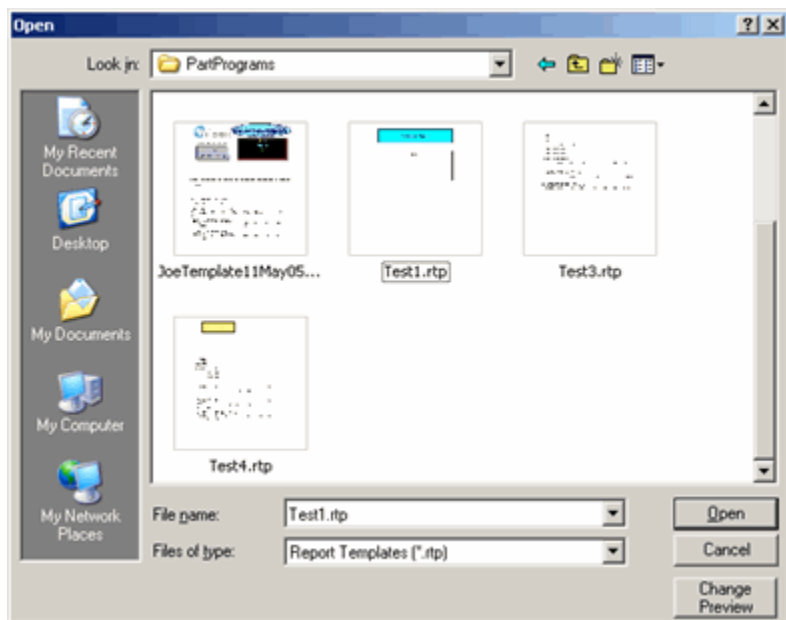 Open
Look in:
PartPrograms
My Recent
Documents
Desktop
My Documents
My Computer
My Network
Places
JoeTemplate11May05...
Test1.rtp
Test3.rtp
Test4.rtp
File name:
Test1.rtp
Open
Files of type:
Report Templates (*.rtp)
Cancel
Change
Preview